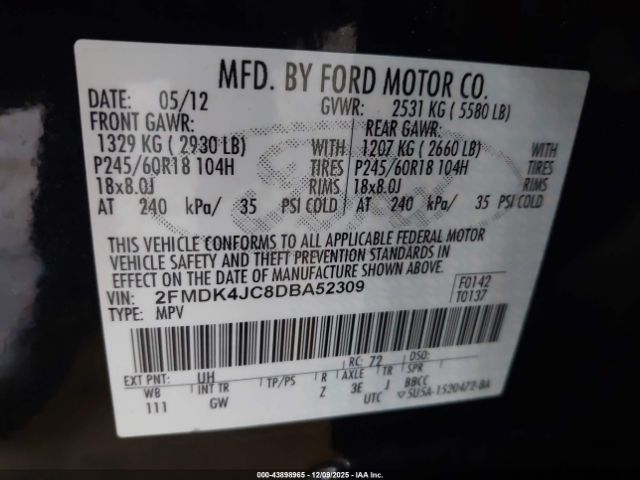 MFD. BY FORD MOTOR CO.
DATE: 05/12 GVWR: 2531 KG ( 5580 LB)
FRONT GAWR: REAR GAWR:
1329 KG ( 2930 LB) WITH 1207 KG ( 2660 LB) WITH
P245/60R18 104H TIRES P245/60R18 104H TIRES
18x8.0J RIMS 18x8.0J RIMS
AT 240 kPa/ 35 PSI COLD AT 240 kPa/ 35 PSI COLD
THIS VEHICLE CONFORMS TO ALL APPLICABLE FEDERAL MOTOR
VEHICLE SAFETY AND THEFT PREVENTION STANDARDS IN
EFFECT ON THE DATE OF MANUFACTURE SHOWN ABOVE.
VIN: 2FMDK4JC8DBA52309 F0142
TYPE: MPV T0137
EXT PNT: UH RC: 72 DSO:
WB INT TR TP/PS R AXLE TR SPR BBCC
111 GW Z 3E J UTC 5U5A-1520472-BA
000-43898965 - 12/09/2025 - IAAI.com